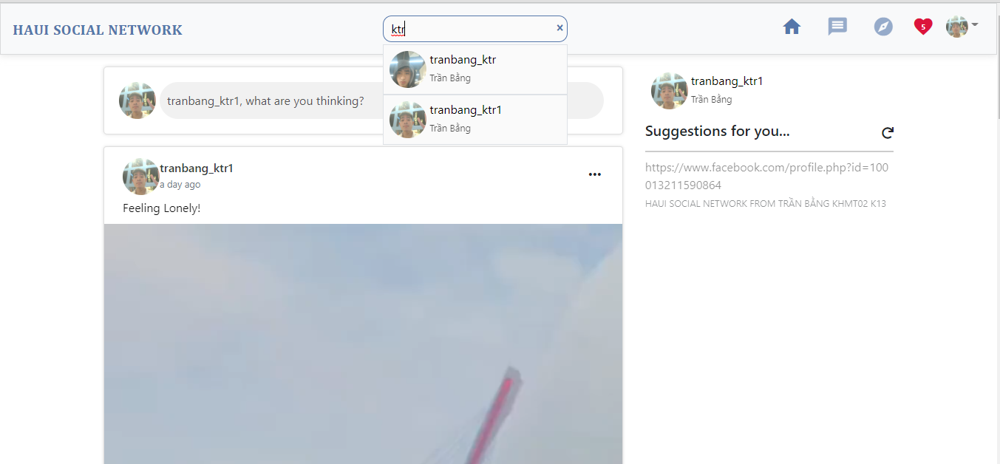 HAUI SOCIAL NETWORK
ktr
×
5
tranbang_ktr
Trần Bằng
tranbang_ktr1
Trần Bằng
tranbang_ktr1, what are you thinking?
tranbang_ktr1
a day ago
Feeling Lonely!
tranbang_ktr1
Trần Bằng
Suggestions for you...
https://www.facebook.com/profile.php?id=100
013211590864
HAUI SOCIAL NETWORK FROM TRẦN BẰNG KHMT02 K13